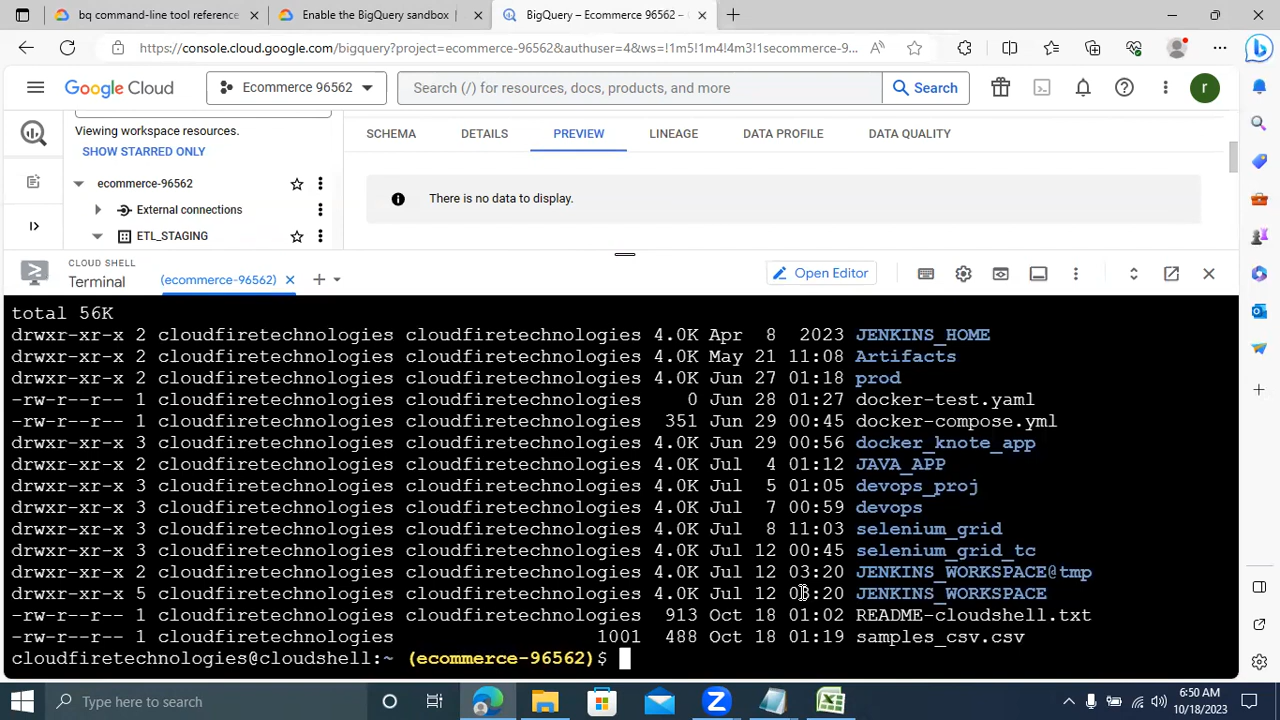 bq command-line tool reference
Enable the BigQuery sandbox
BigQuery – Ecommerce 96562 –
https://console.cloud.google.com/bigquery?project=ecommerce-96562&authuser=4&ws=!1m5!1m4!4m3!1secommerce-9...
Google Cloud
Ecommerce 96562
Search (/) for resources, docs, products, and more
Search
r
Viewing workspace resources.
SHOW STARRED ONLY
SCHEMA DETAILS PREVIEW LINEAGE DATA PROFILE DATA QUALITY
ecommerce-96562
External connections
ETL_STAGING
There is no data to display.
CLOUD SHELL
Terminal
(ecommerce-96562)
Open Editor
total 56K
drwxr-xr-x 2 cloudfiretechnologies cloudfiretechnologies 4.0K Apr 8 2023 JENKINS_HOME
drwxr-xr-x 2 cloudfiretechnologies cloudfiretechnologies 4.0K May 21 11:08 Artifacts
drwxr-xr-x 2 cloudfiretechnologies cloudfiretechnologies 4.0K Jun 27 01:18 prod
-rw-r--r-- 1 cloudfiretechnologies cloudfiretechnologies 0 Jun 28 01:27 docker-test.yaml
-rw-r--r-- 1 cloudfiretechnologies cloudfiretechnologies 351 Jun 29 00:45 docker-compose.yml
drwxr-xr-x 3 cloudfiretechnologies cloudfiretechnologies 4.0K Jun 29 00:56 docker_knote_app
drwxr-xr-x 2 cloudfiretechnologies cloudfiretechnologies 4.0K Jul 4 01:12 JAVA_APP
drwxr-xr-x 3 cloudfiretechnologies cloudfiretechnologies 4.0K Jul 5 01:05 devops_proj
drwxr-xr-x 3 cloudfiretechnologies cloudfiretechnologies 4.0K Jul 7 00:59 devops
drwxr-xr-x 3 cloudfiretechnologies cloudfiretechnologies 4.0K Jul 8 11:03 selenium_grid
drwxr-xr-x 3 cloudfiretechnologies cloudfiretechnologies 4.0K Jul 12 00:45 selenium_grid_tc
drwxr-xr-x 2 cloudfiretechnologies cloudfiretechnologies 4.0K Jul 12 03:20 JENKINS_WORKSPACE@tmp
drwxr-xr-x 5 cloudfiretechnologies cloudfiretechnologies 4.0K Jul 12 03:20 JENKINS_WORKSPACE
-rw-r--r-- 1 cloudfiretechnologies cloudfiretechnologies 913 Oct 18 01:02 README-cloudshell.txt
-rw-r--r-- 1 cloudfiretechnologies 1001 488 Oct 18 01:19 samples_csv.csv
cloudfiretechnologies@cloudshell:~ (ecommerce-96562)$
Type here to search
6:50 AM
10/18/2023